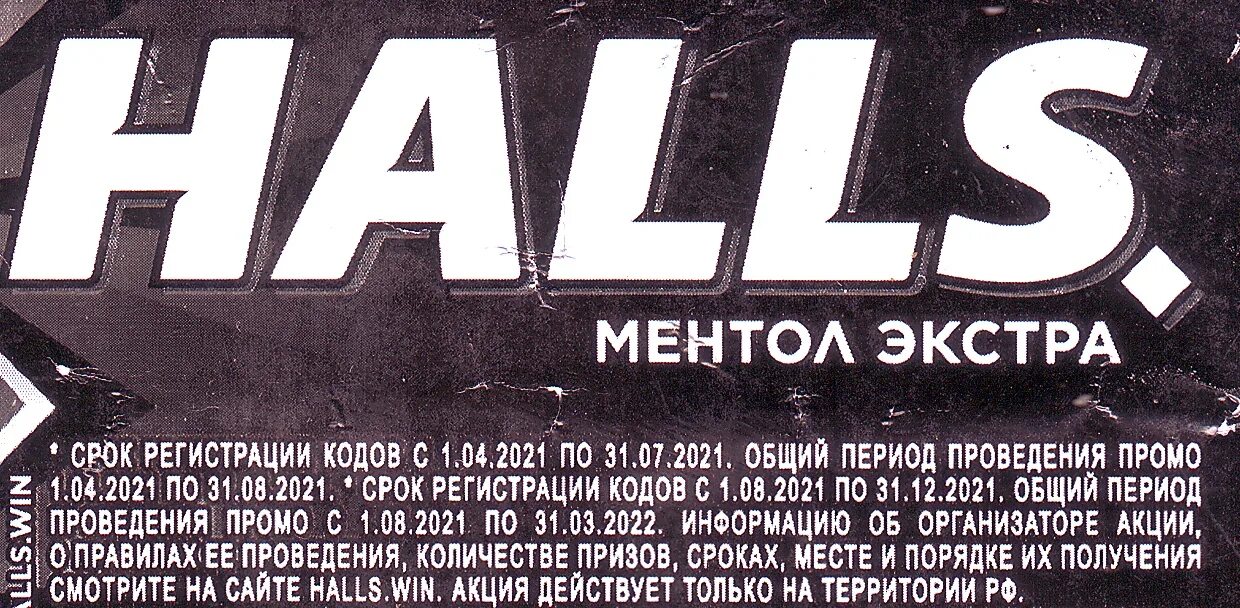 HALLS.
МЕНТОЛ ЭКСТРА
* СРОК РЕГИСТРАЦИИ КОДОВ С 1.04.2021 ПО 31.07.2021. ОБЩИЙ ПЕРИОД ПРОВЕДЕНИЯ ПРОМО
1.04.2021 ПО 31.08.2021. * СРОК РЕГИСТРАЦИИ КОДОВ С 1.08.2021 ПО 31.12.2021. ОБЩИЙ ПЕРИОД
ПРОВЕДЕНИЯ ПРОМО С 1.08.2021 ПО 31.03.2022. ИНФОРМАЦИЮ ОБ ОРГАНИЗАТОРЕ АКЦИИ,
О ПРАВИЛАХ ЕЕ ПРОВЕДЕНИЯ, КОЛИЧЕСТВЕ ПРИЗОВ, СРОКАХ, МЕСТЕ И ПОРЯДКЕ ИХ ПОЛУЧЕНИЯ
СМОТРИТЕ НА САЙТЕ HALLS.WIN. АКЦИЯ ДЕЙСТВУЕТ ТОЛЬКО НА ТЕРРИТОРИИ РФ.
ALLS.WIN